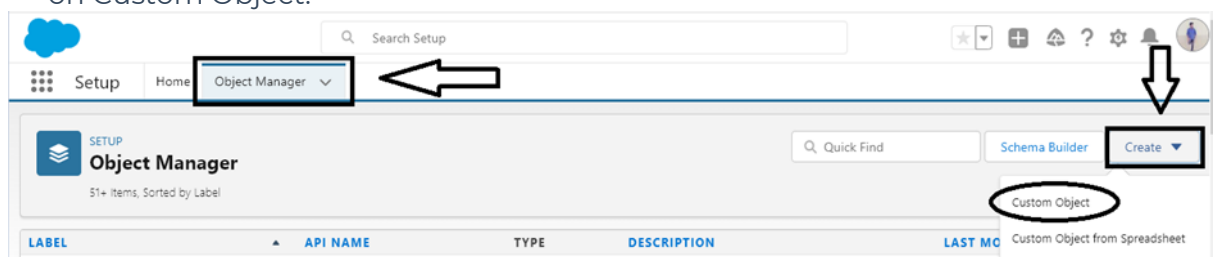 on Custom Object.
Search Setup
Setup Home Object Manager
SETUP
Object Manager
Quick Find
Schema Builder
Create
51+ Items, Sorted by Label
Custom Object
LABEL API NAME TYPE DESCRIPTION LAST MO
Custom Object from Spreadsheet